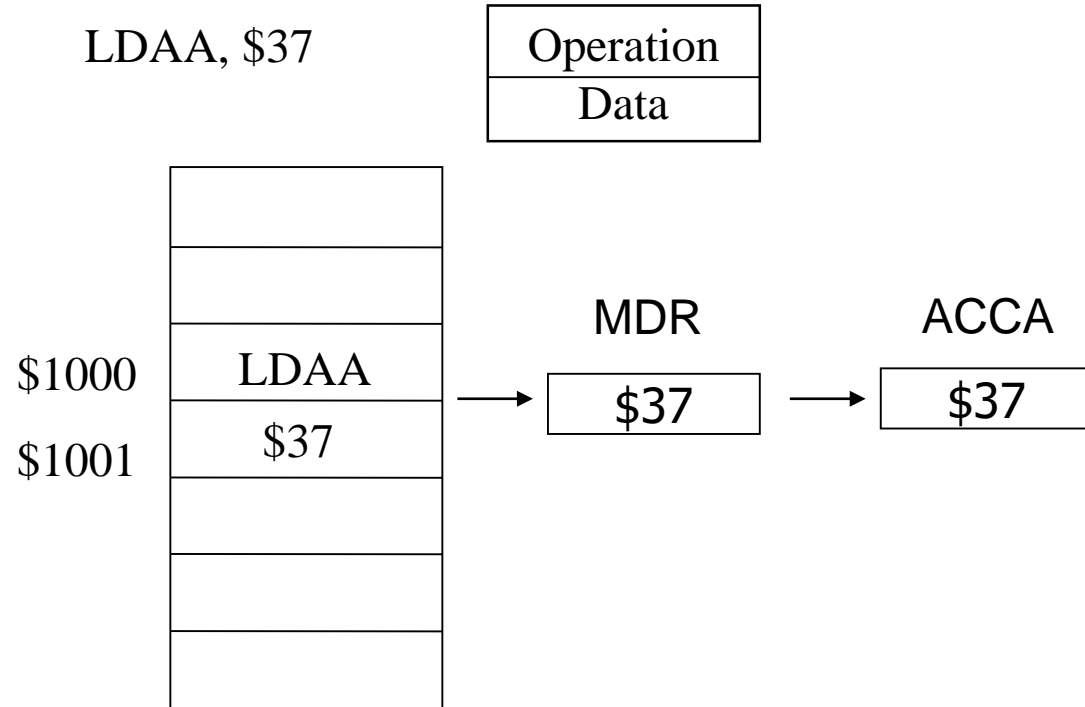 LDAA, $37
Operation
Data
MDR
ACCA
$1000
LDAA
$37
$37
$1001
$37